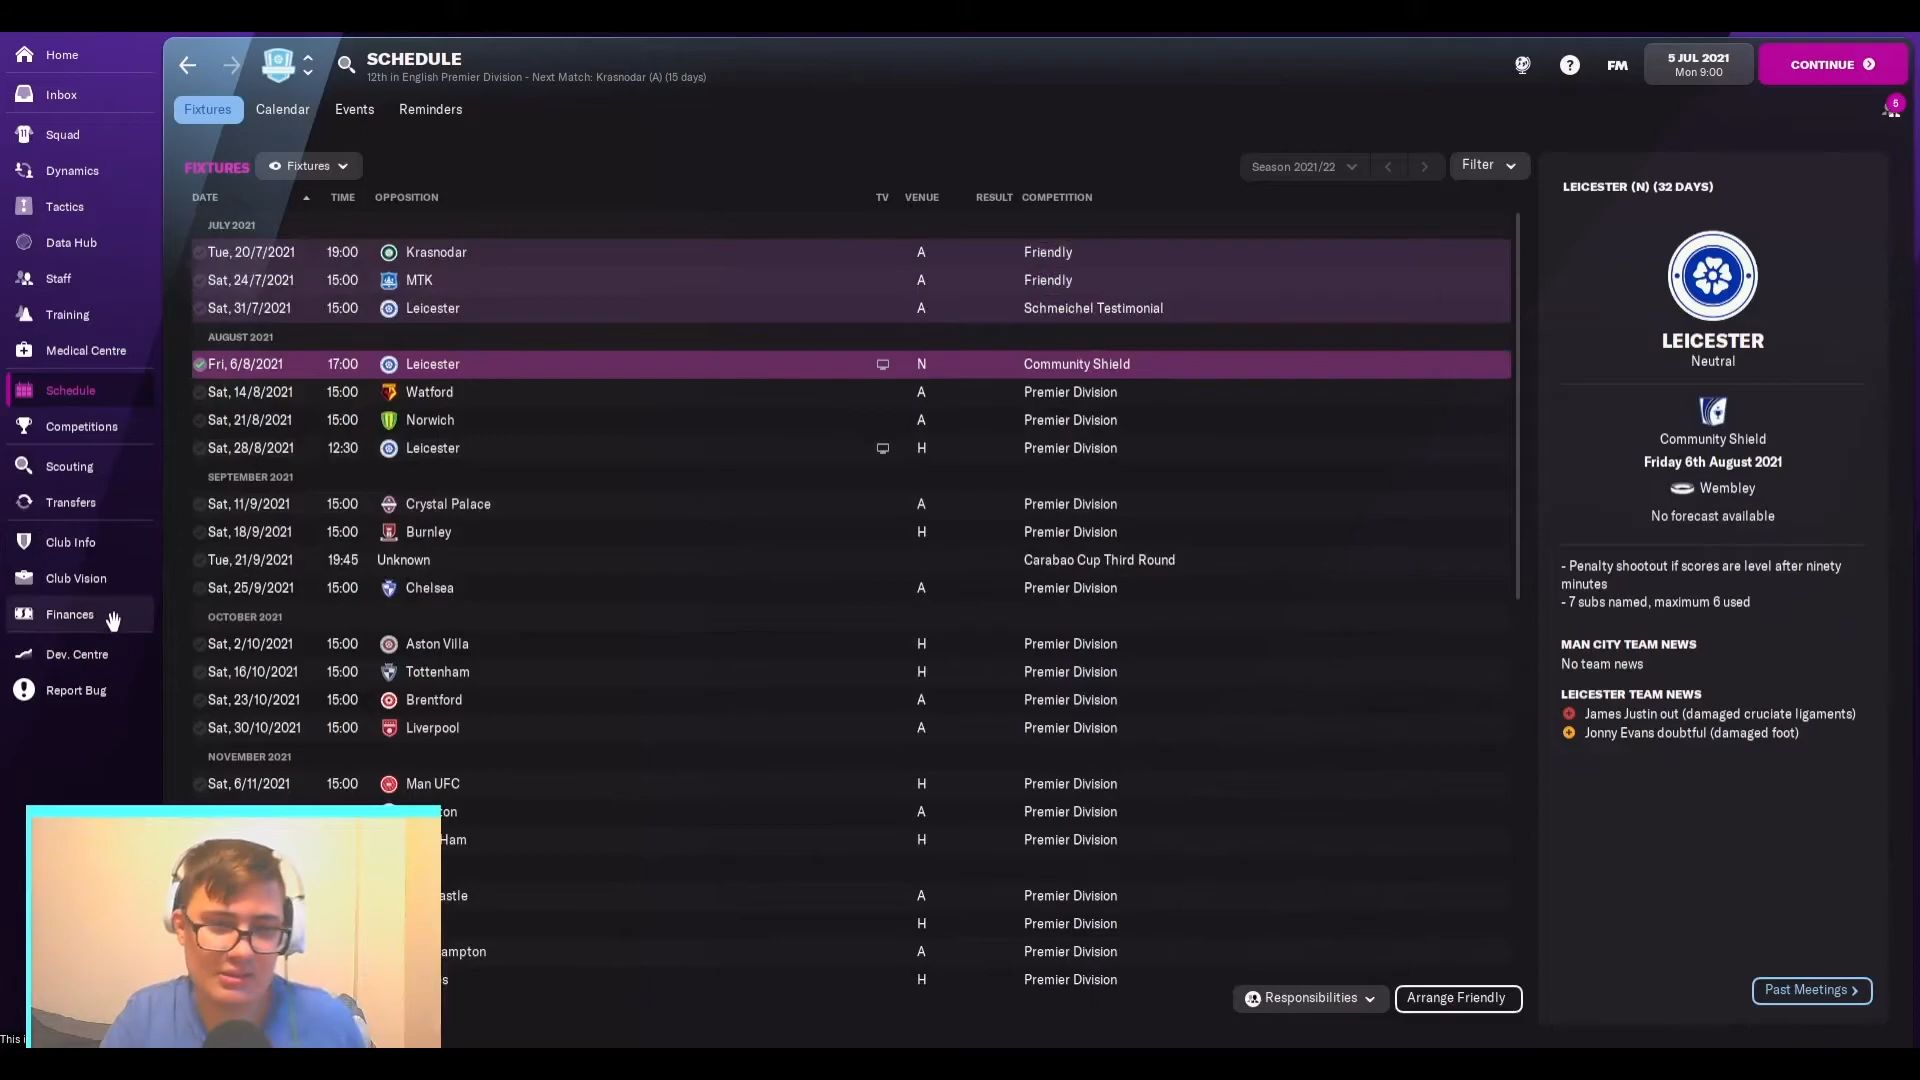 Home
Inbox
Squad
Dynamics
Tactics
Data Hub
Staff
Training
Medical Centre
Schedule
Competitions
Scouting
Transfers
Club Info
Club Vision
Finances
Dev. Centre
Report Bug
SCHEDULE
12th in English Premier Division - Next Match: Krasnodar (A) (15 days)
? FM 5 JUL 2021
Mon 9:00
CONTINUE
5
Fixtures Calendar Events Reminders
FIXTURES Fixtures Season 2021/22 Filter
DATE TIME OPPOSITION TV VENUE RESULT COMPETITION
JULY 2021
Tue, 20/7/2021 19:00 Krasnodar A Friendly
Sat, 24/7/2021 15:00 MTK A Friendly
Sat, 31/7/2021 15:00 Leicester A Schmeichel Testimonial
AUGUST 2021
Fri, 6/8/2021 17:00 Leicester N Community Shield
Sat, 14/8/2021 15:00 Watford A Premier Division
Sat, 21/8/2021 15:00 Norwich A Premier Division
Sat, 28/8/2021 12:30 Leicester H Premier Division
SEPTEMBER 2021
Sat, 11/9/2021 15:00 Crystal Palace A Premier Division
Sat, 18/9/2021 15:00 Burnley H Premier Division
Tue, 21/9/2021 19:45 Unknown Carabao Cup Third Round
Sat, 25/9/2021 15:00 Chelsea A Premier Division
OCTOBER 2021
Sat, 2/10/2021 15:00 Aston Villa H Premier Division
Sat, 16/10/2021 15:00 Tottenham H Premier Division
Sat, 23/10/2021 15:00 Brentford A Premier Division
Sat, 30/10/2021 15:00 Liverpool A Premier Division
NOVEMBER 2021
Sat, 6/11/2021 15:00 Man UFC H Premier Division
ton A Premier Division
Ham H Premier Division
astle A Premier Division
H Premier Division
ampton A Premier Division
s H Premier Division
Responsibilities Arrange Friendly
LEICESTER (N) (32 DAYS)
LEICESTER
Neutral
Community Shield
Friday 6th August 2021
Wembley
No forecast available
- Penalty shootout if scores are level after ninety
minutes
- 7 subs named, maximum 6 used
MAN CITY TEAM NEWS
No team news
LEICESTER TEAM NEWS
James Justin out (damaged cruciate ligaments)
Jonny Evans doubtful (damaged foot)
Past Meetings
This i